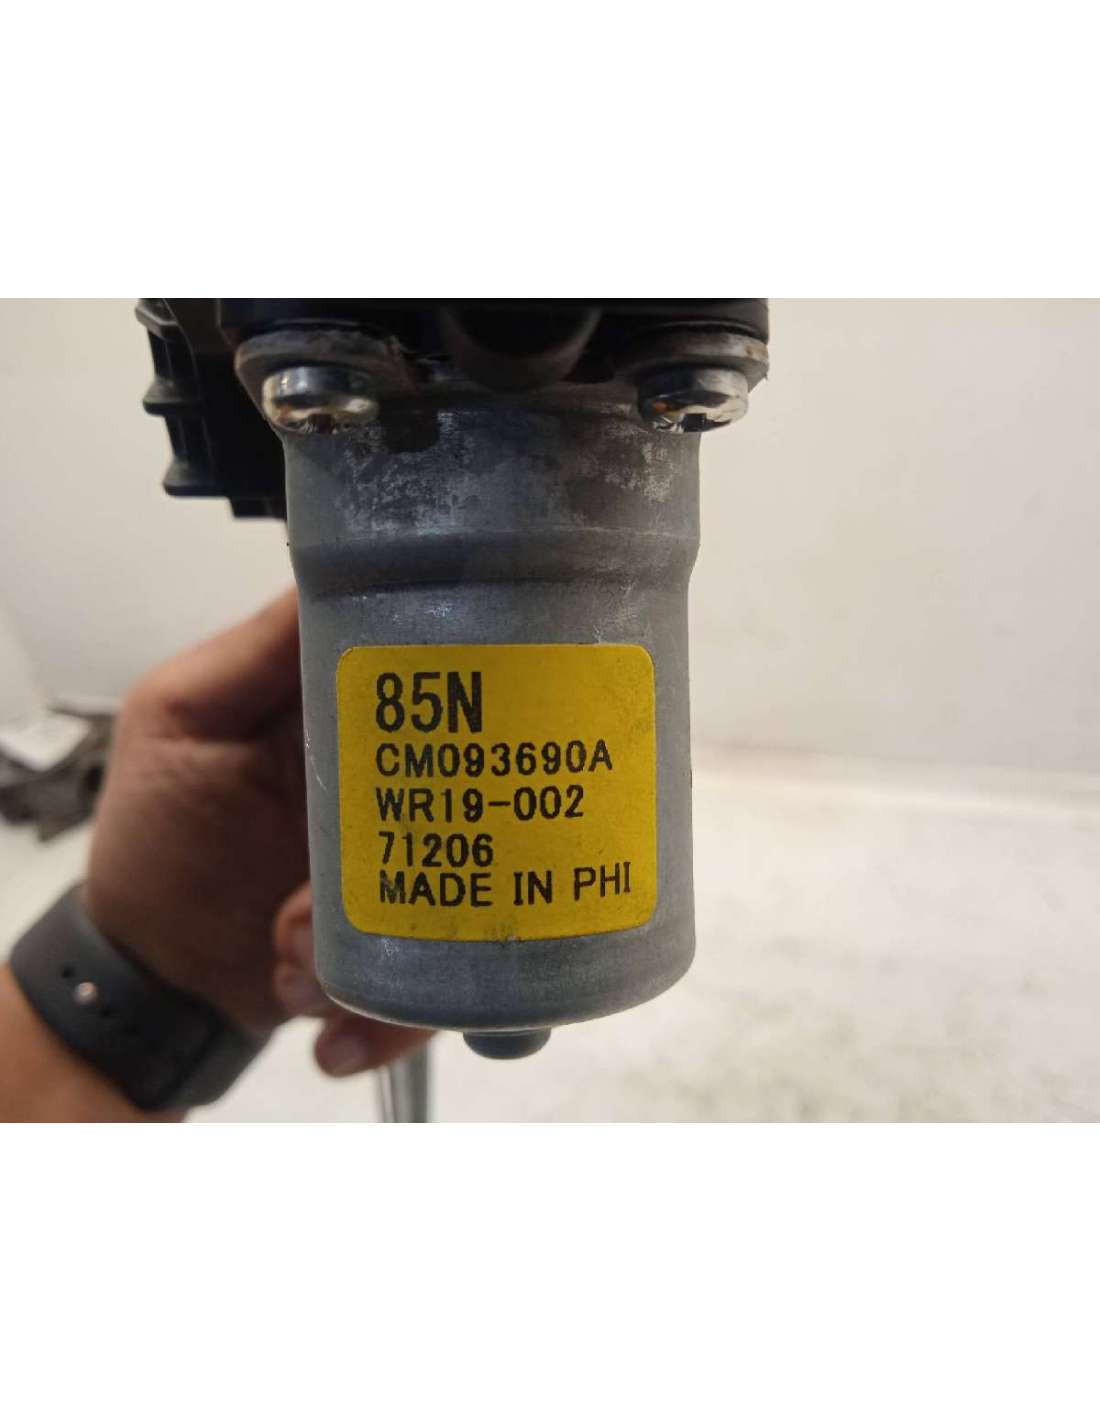 85N
CM093690A
WR19-002
71206
MADE IN PHI